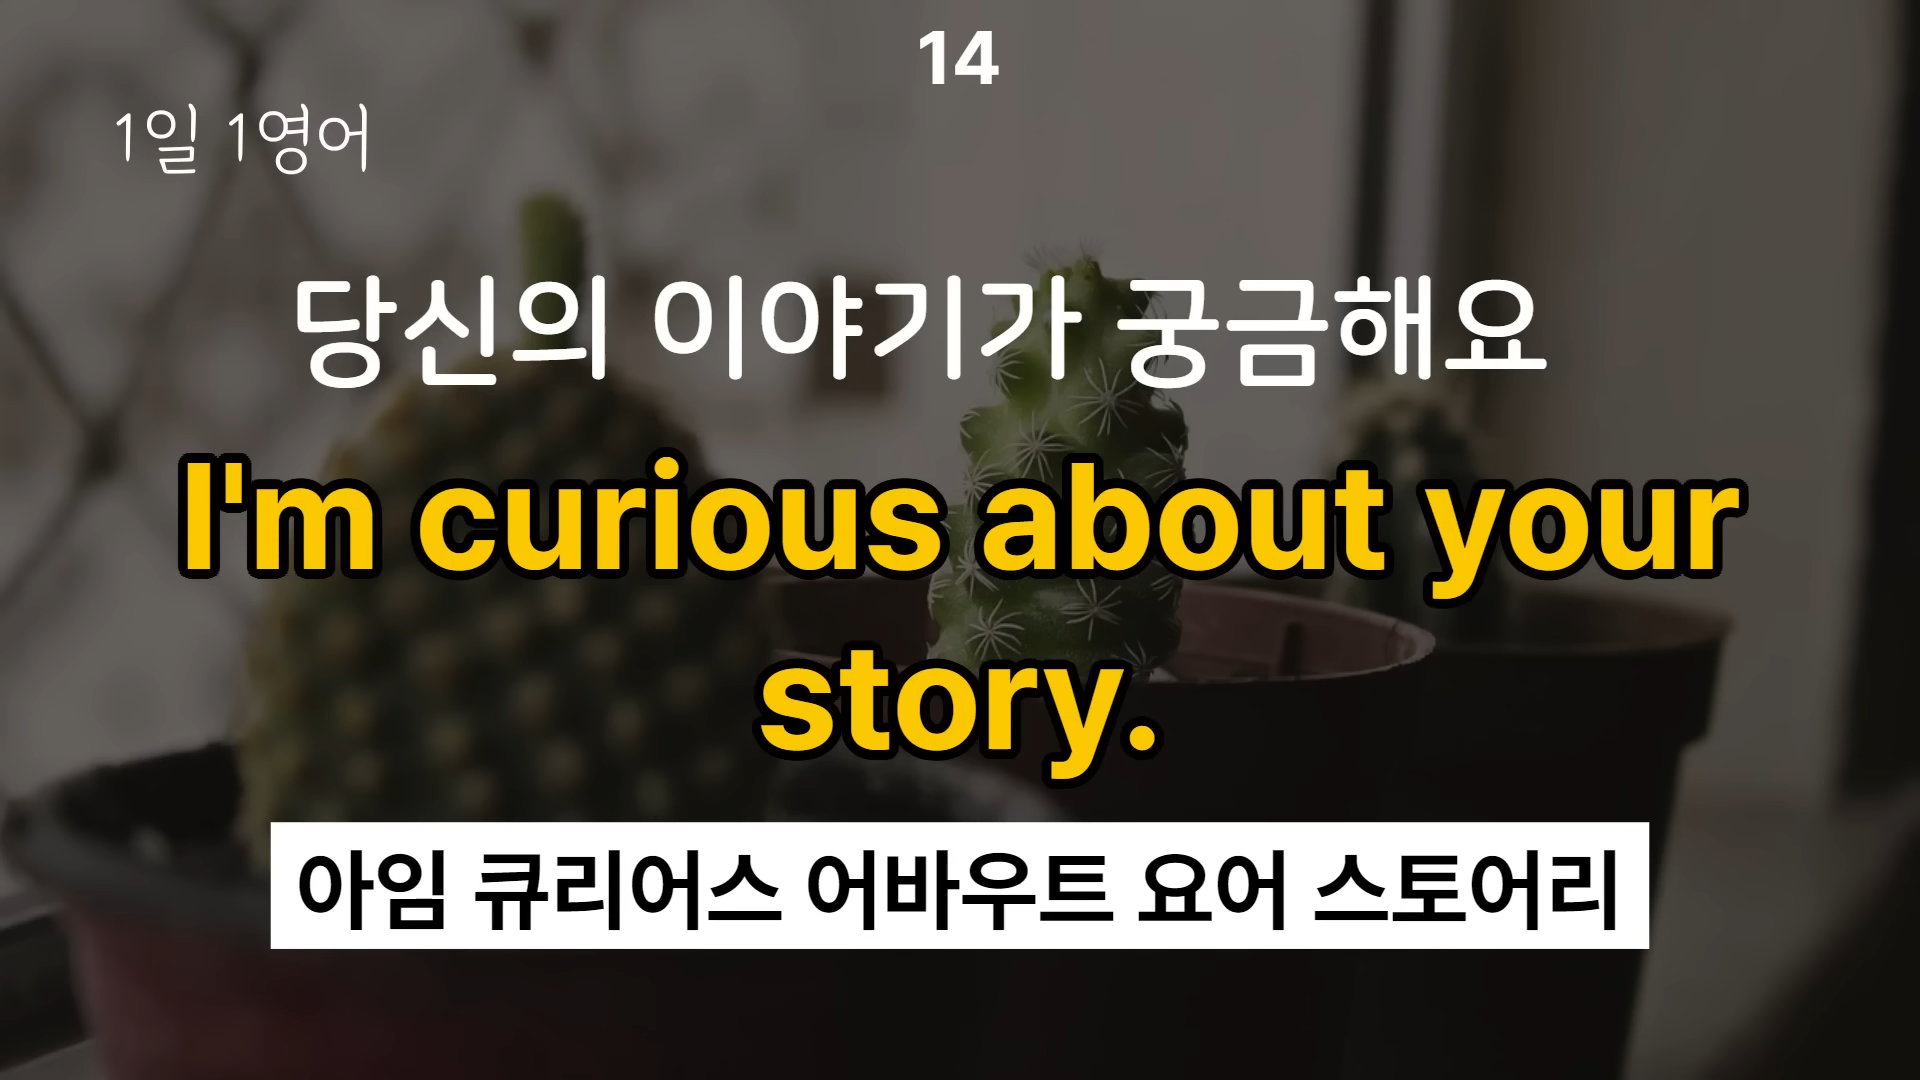 14
1일 1영어
당신의 이야기가 궁금해요
I'm curious about your
story.
아임 큐리어스 어바우트 요어 스토어리